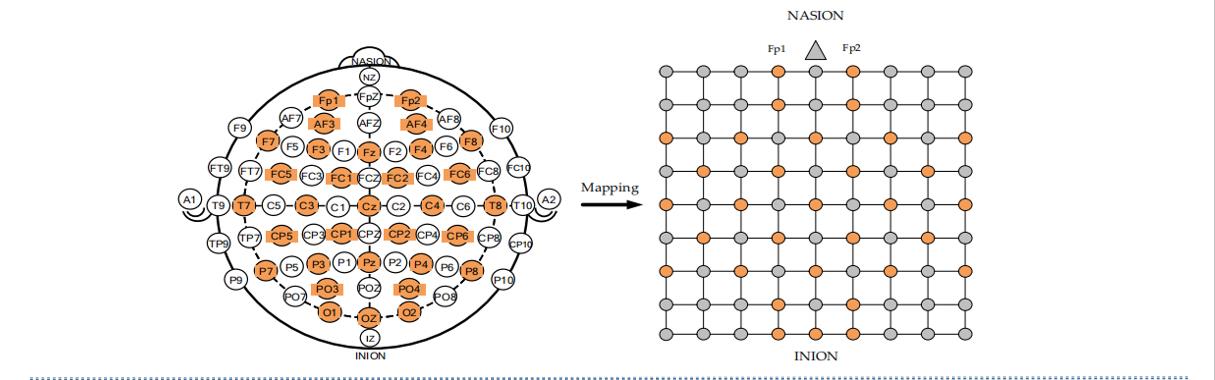 NASION
NASION
NZ
Fp1 FpZ Fp2
Fp1 Fp2
AF7 AF3 AFZ AF4 AF8
F9 F10
F7 F5 F3 F1 Fz F2 F4 F6 F8
FT9 FT7 FC5 FC3 FC1 FCZ FC2 FC4 FC6 FC8 FC10
Mapping
A1 T9 T7 C5 C3 C1 Cz C2 C4 C6 T8 T10 A2
TP9 TP7 CP5 CP3 CP1 CPZ CP2 CP4 CP6 CP8 CP10
P9 P7 P5 P3 P1 Pz P2 P4 P6 P8 P10
PO7 PO3 POZ PO4 PO8
O1 OZ O2
IZ
INION
INION